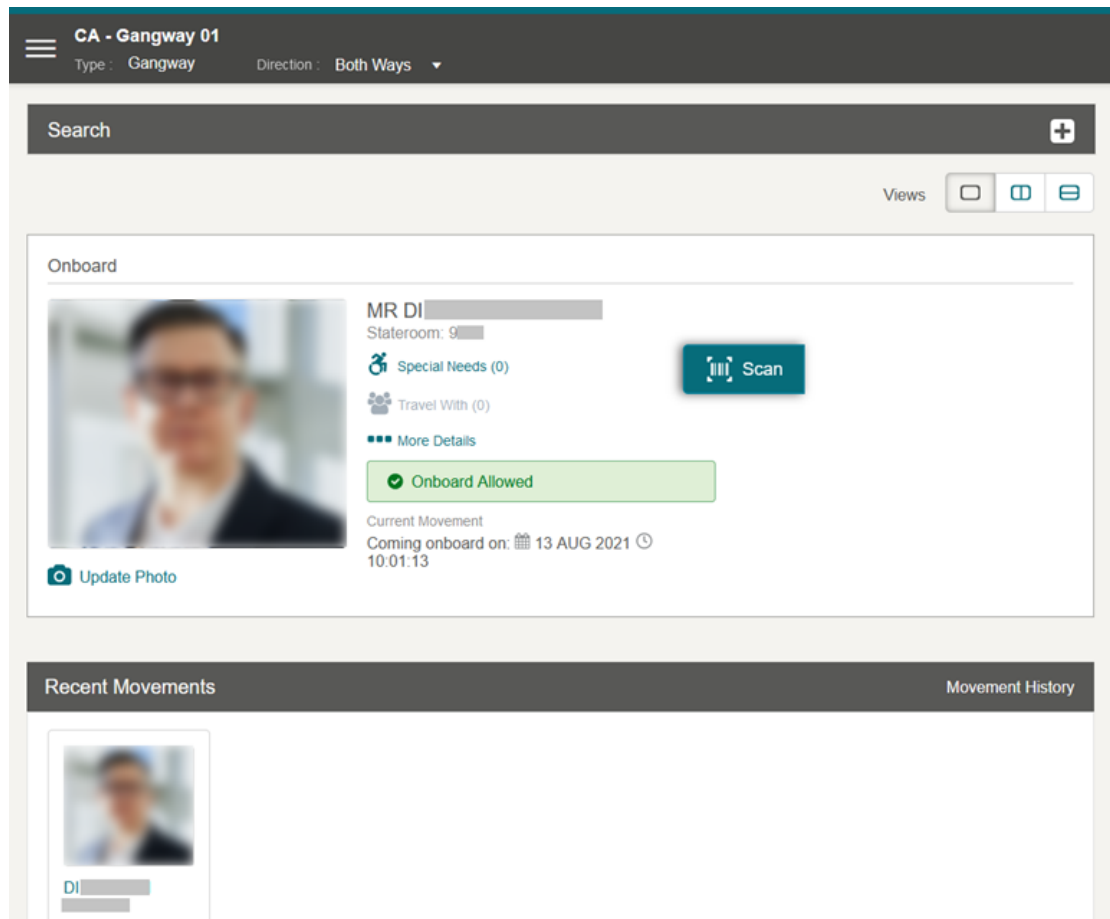 CA - Gangway 01
Type : Gangway Direction : Both Ways
Search
Views
Onboard
MR DI
Stateroom: 9
Special Needs (0)
Scan
Travel With (0)
More Details
Onboard Allowed
Current Movement
Coming onboard on: 13 AUG 2021
10:01:13
Update Photo
Recent Movements Movement History
DI